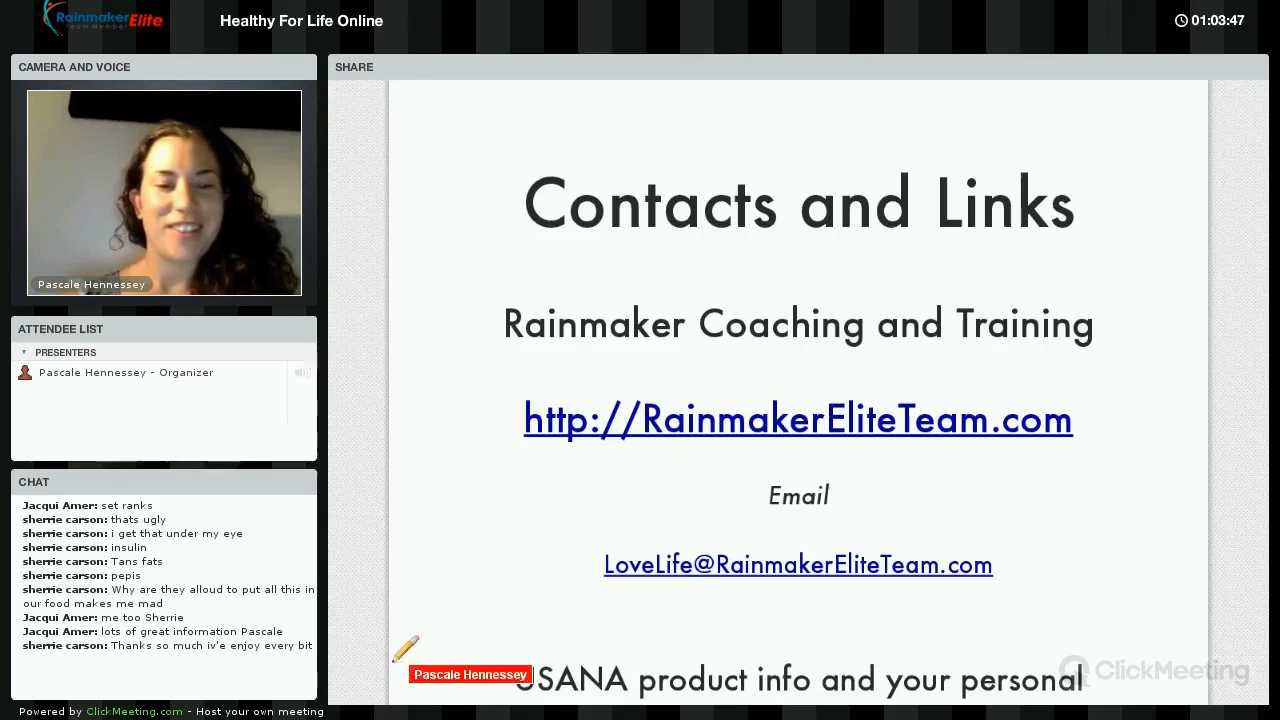 RainmakerElite
Team Member
Healthy For Life Online
01:03:47
CAMERA AND VOICE
Pascale Hennessey
ATTENDEE LIST
PRESENTERS
Pascale Hennessey - Organizer
CHAT
Jacqui Amer: set ranks
sherrie carson: thats ugly
sherrie carson: i get that under my eye
sherrie carson: insulin
sherrie carson: Tans fats
sherrie carson: pepis
sherrie carson: Why are they alloud to put all this in
our food makes me mad
Jacqui Amer: me too Sherrie
Jacqui Amer: lots of great information Pascale
sherrie carson: Thanks so much iv'e enjoy every bit
Powered by ClickMeeting.com - Host your own meeting
SHARE
Contacts and Links
Rainmaker Coaching and Training
http://RainmakerEliteTeam.com
Email
LoveLife@RainmakerEliteTeam.com
Pascale Hennessey
USANA product info and your personal
ClickMeeting